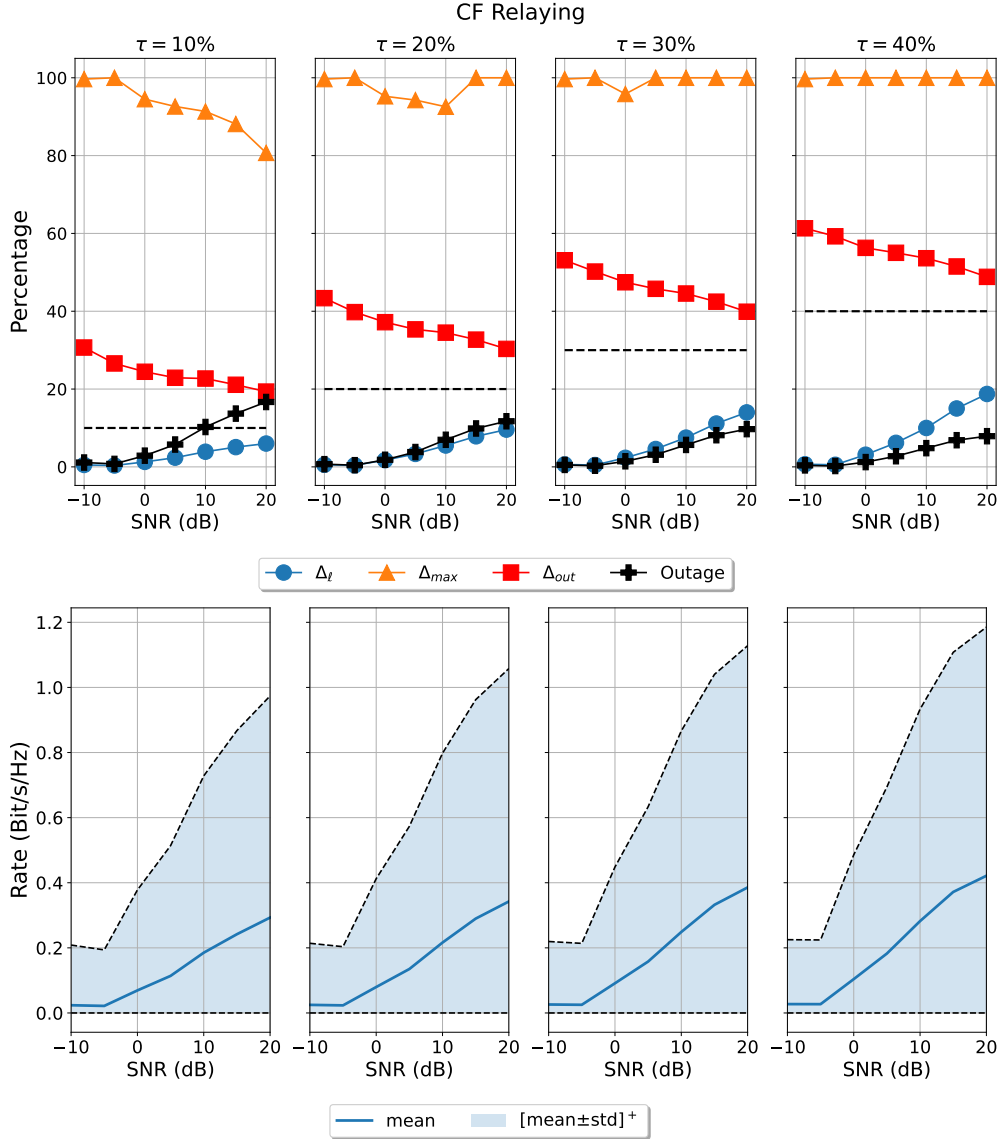 CF Relaying
τ = 10%
τ = 20%
τ = 30%
τ = 40%
Percentage
100
80
60
40
20
0
−10 0 10 20
−10 0 10 20
−10 0 10 20
−10 0 10 20
SNR (dB)
SNR (dB)
SNR (dB)
SNR (dB)
Δℓ Δmax Δout Outage
Rate (Bit/s/Hz)
1.2
1.0
0.8
0.6
0.4
0.2
0.0
−10 0 10 20
−10 0 10 20
−10 0 10 20
−10 0 10 20
SNR (dB)
SNR (dB)
SNR (dB)
SNR (dB)
mean [mean±std]⁺